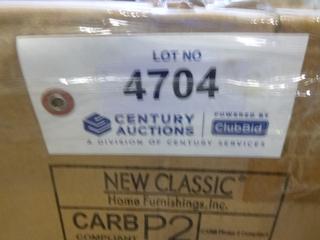 LOT NO
4704
CENTURY AUCTIONS
POWERED BY
ClubBid
A DIVISION OF CENTURY SERVICES
NEW CLASSIC
Home Furnishings, Inc.
CARB P2
COMPLIANT